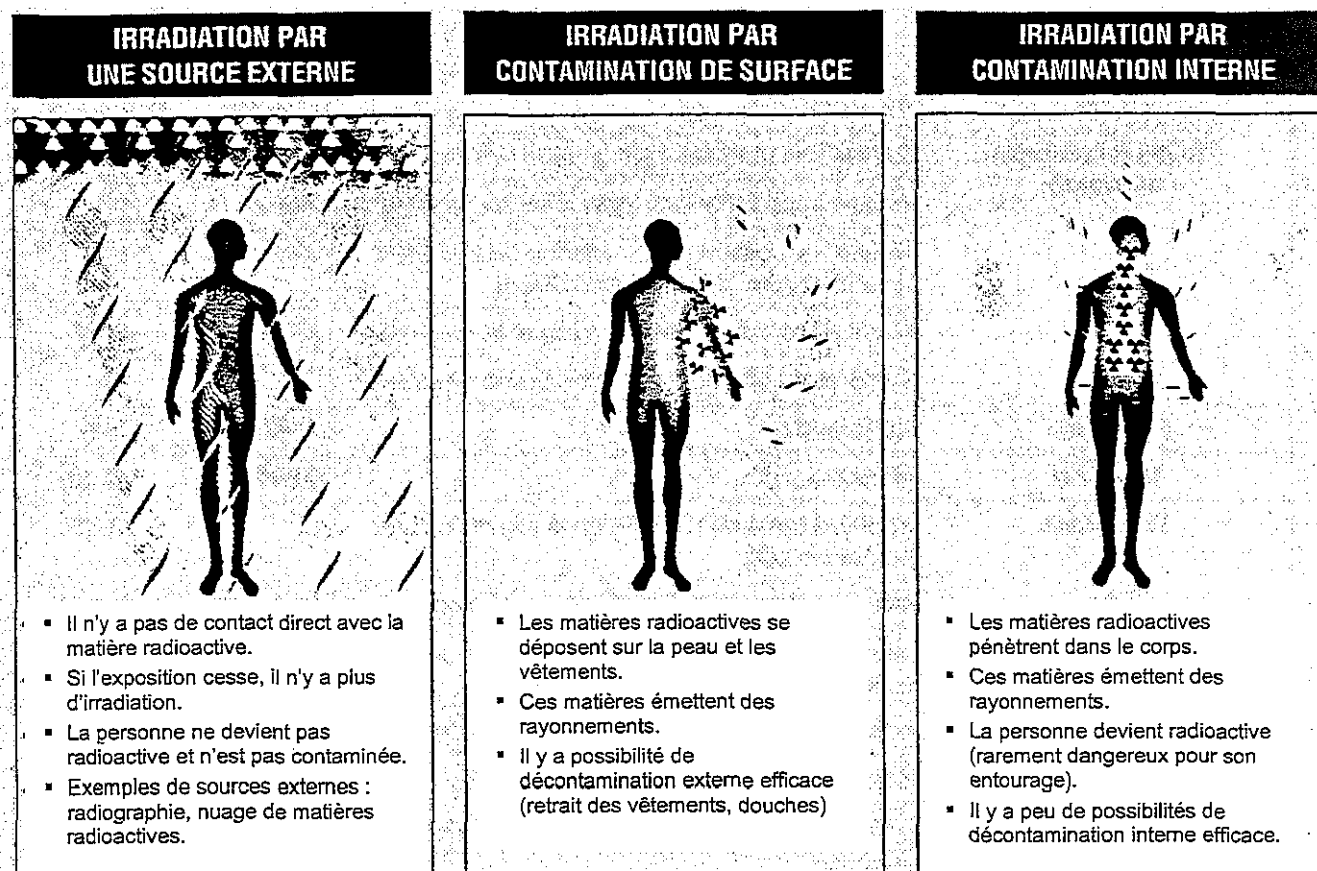 IRRADIATION PAR
UNE SOURCE EXTERNE
▪ Il n'y a pas de contact direct avec la
matière radioactive.
▪ Si l'exposition cesse, il n'y a plus
d'irradiation.
▪ La personne ne devient pas
radioactive et n'est pas contaminée.
▪ Exemples de sources externes :
radiographie, nuage de matières
radioactives.
IRRADIATION PAR
CONTAMINATION DE SURFACE
▪ Les matières radioactives se
déposent sur la peau et les
vêtements.
▪ Ces matières émettent des
rayonnements.
▪ Il y a possibilité de
décontamination externe efficace
(retrait des vêtements, douches)
IRRADIATION PAR
CONTAMINATION INTERNE
▪ Les matières radioactives
pénètrent dans le corps.
▪ Ces matières émettent des
rayonnements.
▪ La personne devient radioactive
(rarement dangereux pour son
entourage).
▪ Il y a peu de possibilités de
décontamination interne efficace.